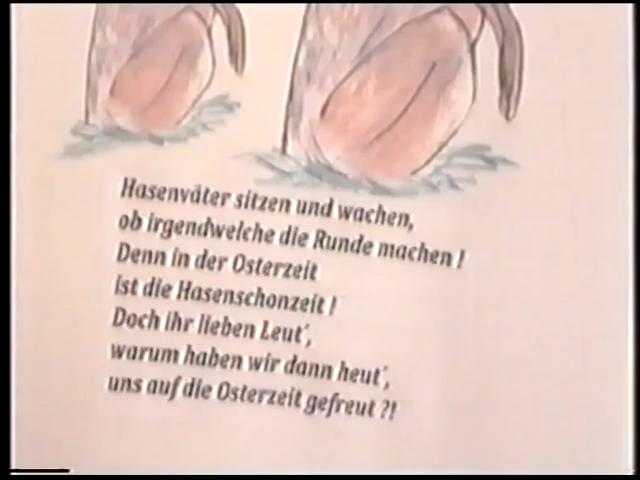 Hasenväter sitzen und wachen,
ob irgendwelche die Runde machen !
Denn in der Osterzeit
ist die Hasenschonzeit !
Doch ihr lieben Leut´,
warum haben wir dann heut´,
uns auf die Osterzeit gefreut ?!